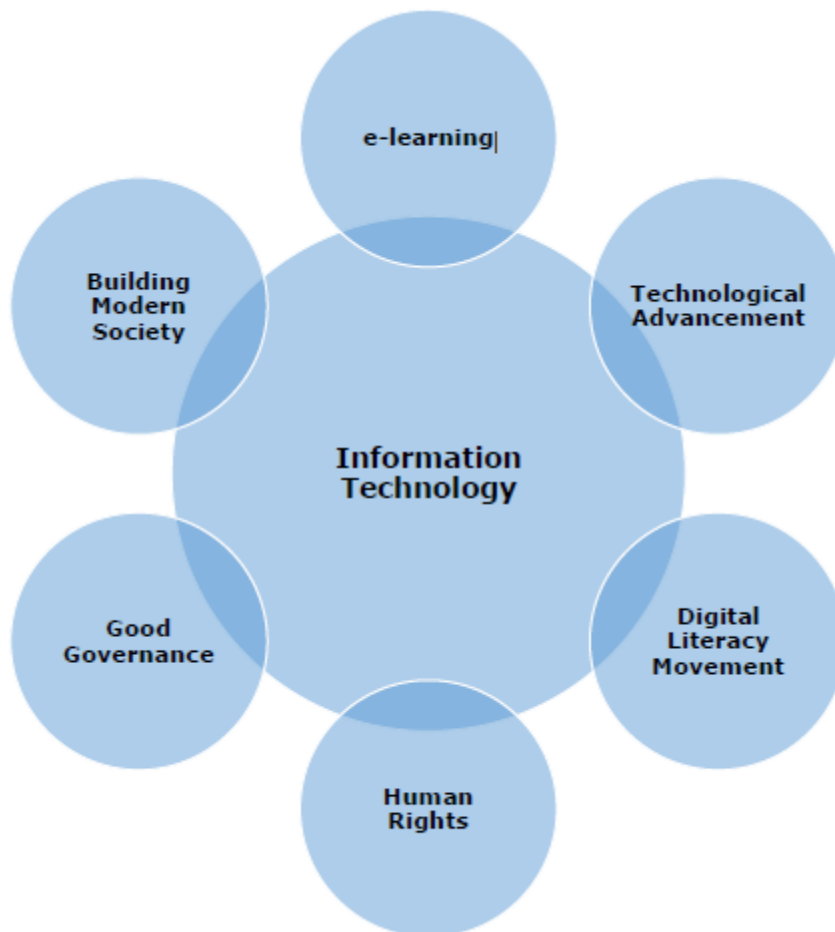 e-learning
Technological
Advancement
Digital
Literacy
Movement
Human
Rights
Good
Governance
Building
Modern
Society
Information
Technology